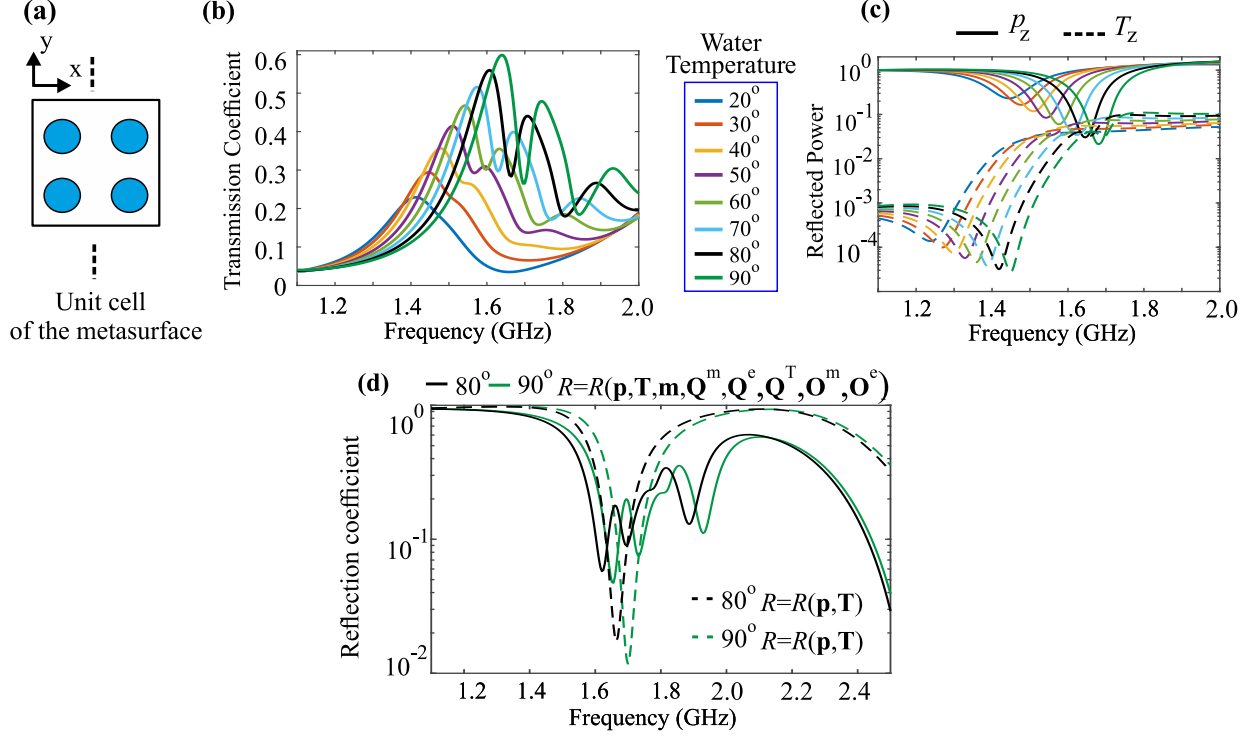 (a)
y
x
Unit cell
of the metasurface
(b)
Transmission Coefficient
0.6
0.5
0.4
0.3
0.2
0.1
0
1.2
1.4
1.6
1.8
2.0
Frequency (GHz)
Water
Temperature
20°
30°
40°
50°
60°
70°
80°
90°
(c)
p_z
T_z
Reflected Power
10^0
10^-1
10^-2
10^-3
10^-4
1.2
1.4
1.6
1.8
2.0
Frequency (GHz)
(d)
80° 90° R=R(p,T,m,Q^m,Q^e,Q^T,O^m,O^e)
Reflection coefficient
10^0
10^-1
10^-2
80° R=R(p,T)
90° R=R(p,T)
1.2
1.4
1.6
1.8
2.0
2.2
2.4
Frequency (GHz)